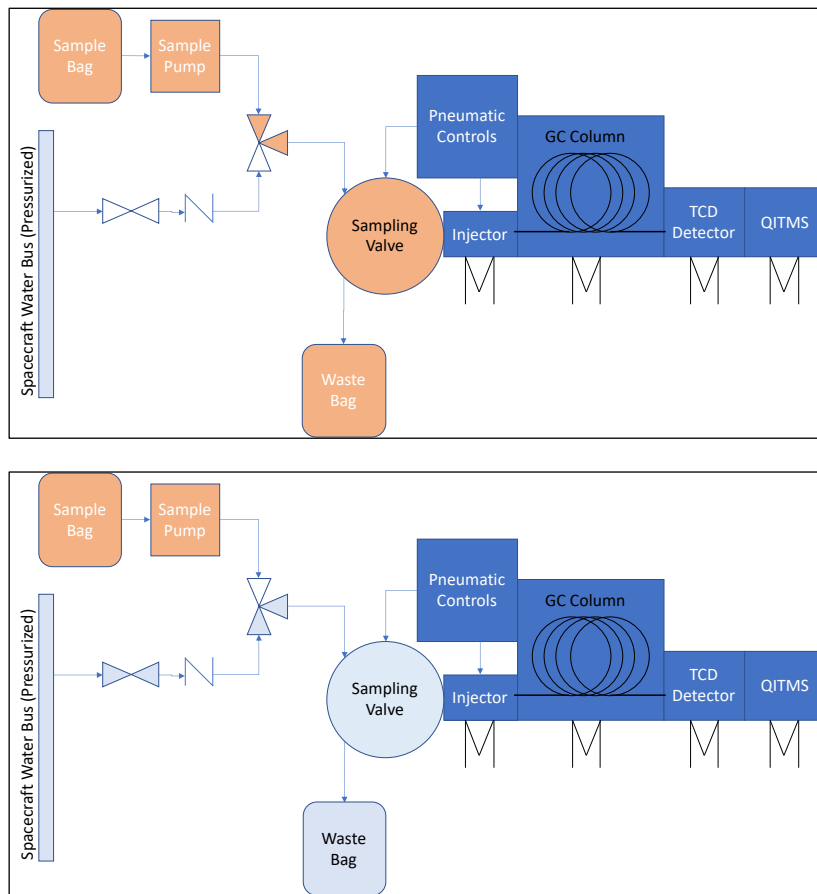 Sample
Bag
Sample
Pump
Spacecraft Water Bus (Pressurized)
Pneumatic
Controls
GC Column
Sampling
Valve
Injector
TCD
Detector
QITMS
Waste
Bag
Sample
Bag
Sample
Pump
Spacecraft Water Bus (Pressurized)
Pneumatic
Controls
GC Column
Sampling
Valve
Injector
TCD
Detector
QITMS
Waste
Bag